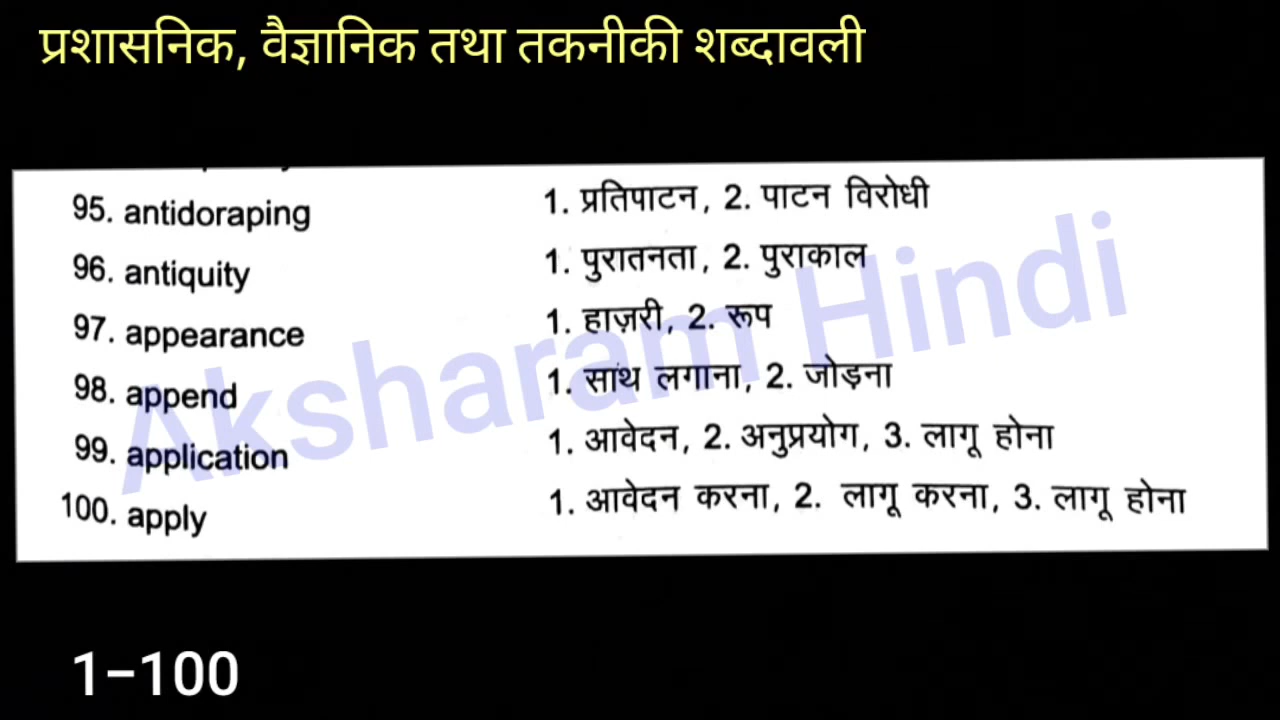 प्रशासनिक, वैज्ञानिक तथा तकनीकी शब्दावली
95. antidoraping 1. प्रतिपाटन, 2. पाटन विरोधी
96. antiquity 1. पुरातनता, 2. पुराकाल
97. appearance 1. हाज़री, 2. रूप
98. append 1. साथ लगाना, 2. जोड़ना
99. application 1. आवेदन, 2. अनुप्रयोग, 3. लागू होना
100. apply 1. आवेदन करना, 2. लागू करना, 3. लागू होना
Aksharam Hindi
1–100